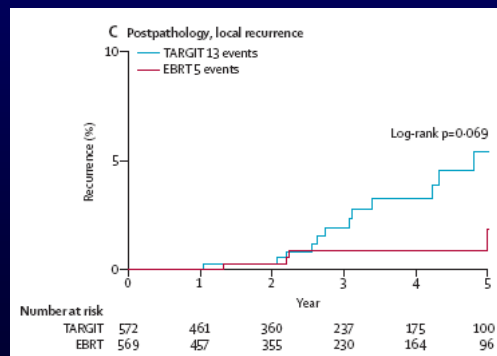 C Postpathology, local recurrence
10
TARGIT 13 events
EBRT 5 events
Log-rank p=0·069
Recurrence (%)
5
0
0 1 2 3 4 5
Year
Number at risk
TARGIT 572 461 360 237 175 100
EBRT 569 457 355 230 164 96